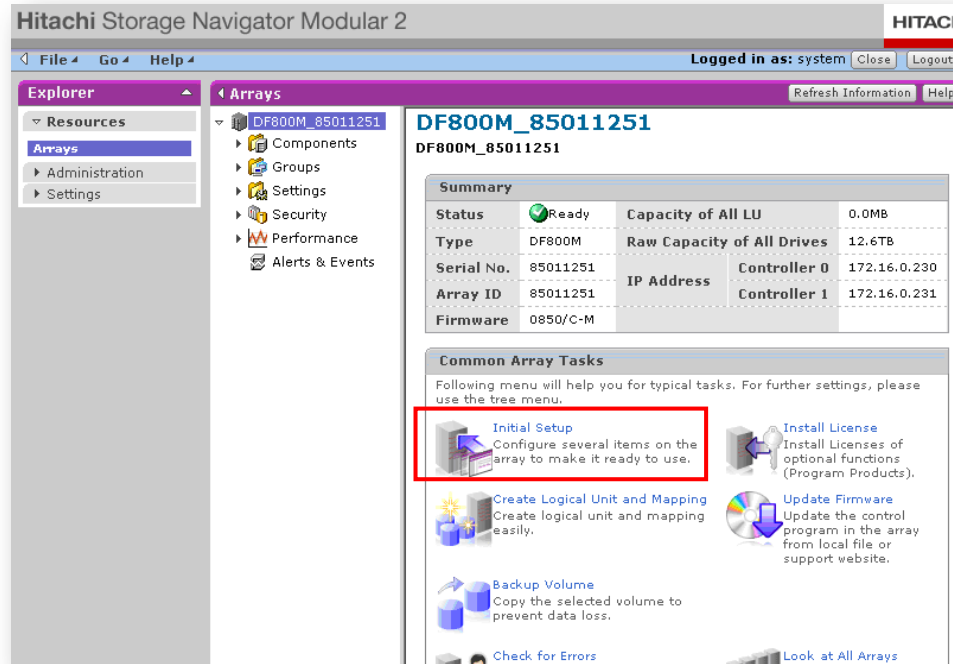 Hitachi Storage Navigator Modular 2
HITACHI
File Go Help
Logged in as: system Close Logout
Explorer
Resources
Arrays
Administration
Settings
Arrays
Refresh Information Help
DF800M_85011251
Components
Groups
Settings
Security
Performance
Alerts & Events
DF800M_85011251
DF800M_85011251
Summary
Status Ready Capacity of All LU 0.0MB
Type DF800M Raw Capacity of All Drives 12.6TB
Serial No. 85011251 IP Address Controller 0 172.16.0.230
Array ID 85011251 Controller 1 172.16.0.231
Firmware 0850/C-M
Common Array Tasks
Following menu will help you for typical tasks. For further settings, please
use the tree menu.
Initial Setup
Configure several items on the
array to make it ready to use.
Install License
Install Licenses of
optional functions
(Program Products).
Create Logical Unit and Mapping
Create logical unit and mapping
easily.
Update Firmware
Update the control
program in the array
from local file or
support website.
Backup Volume
Copy the selected volume to
prevent data loss.
Check for Errors
Look at All Arrays